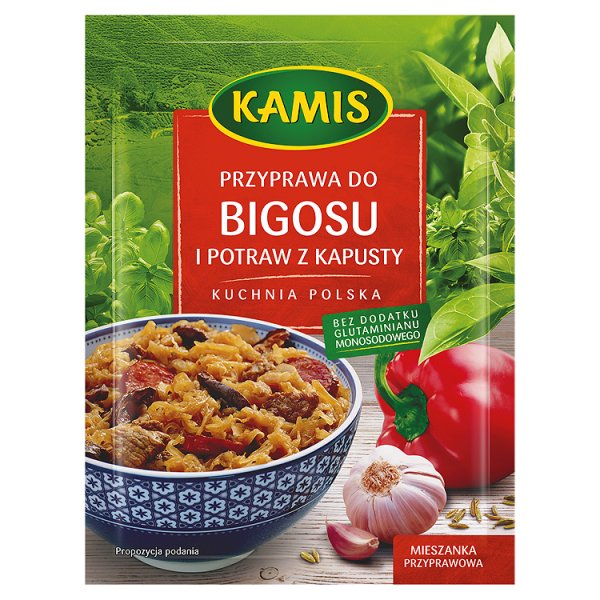 KAMIS
PRZYPRAWA DO
BIGOSU
I POTRAW Z KAPUSTY
KUCHNIA POLSKA
BEZ DODATKU
GLUTAMINIANU
MONOSODOWEGO
Propozycja podania
MIESZANKA
PRZYPRAWOWA